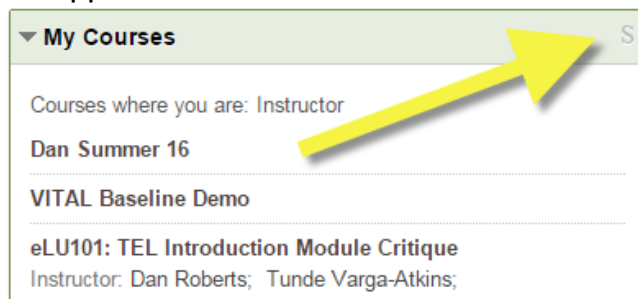 My Courses S
Courses where you are: Instructor
Dan Summer 16
VITAL Baseline Demo
eLU101: TEL Introduction Module Critique
Instructor: Dan Roberts; Tunde Varga-Atkins;